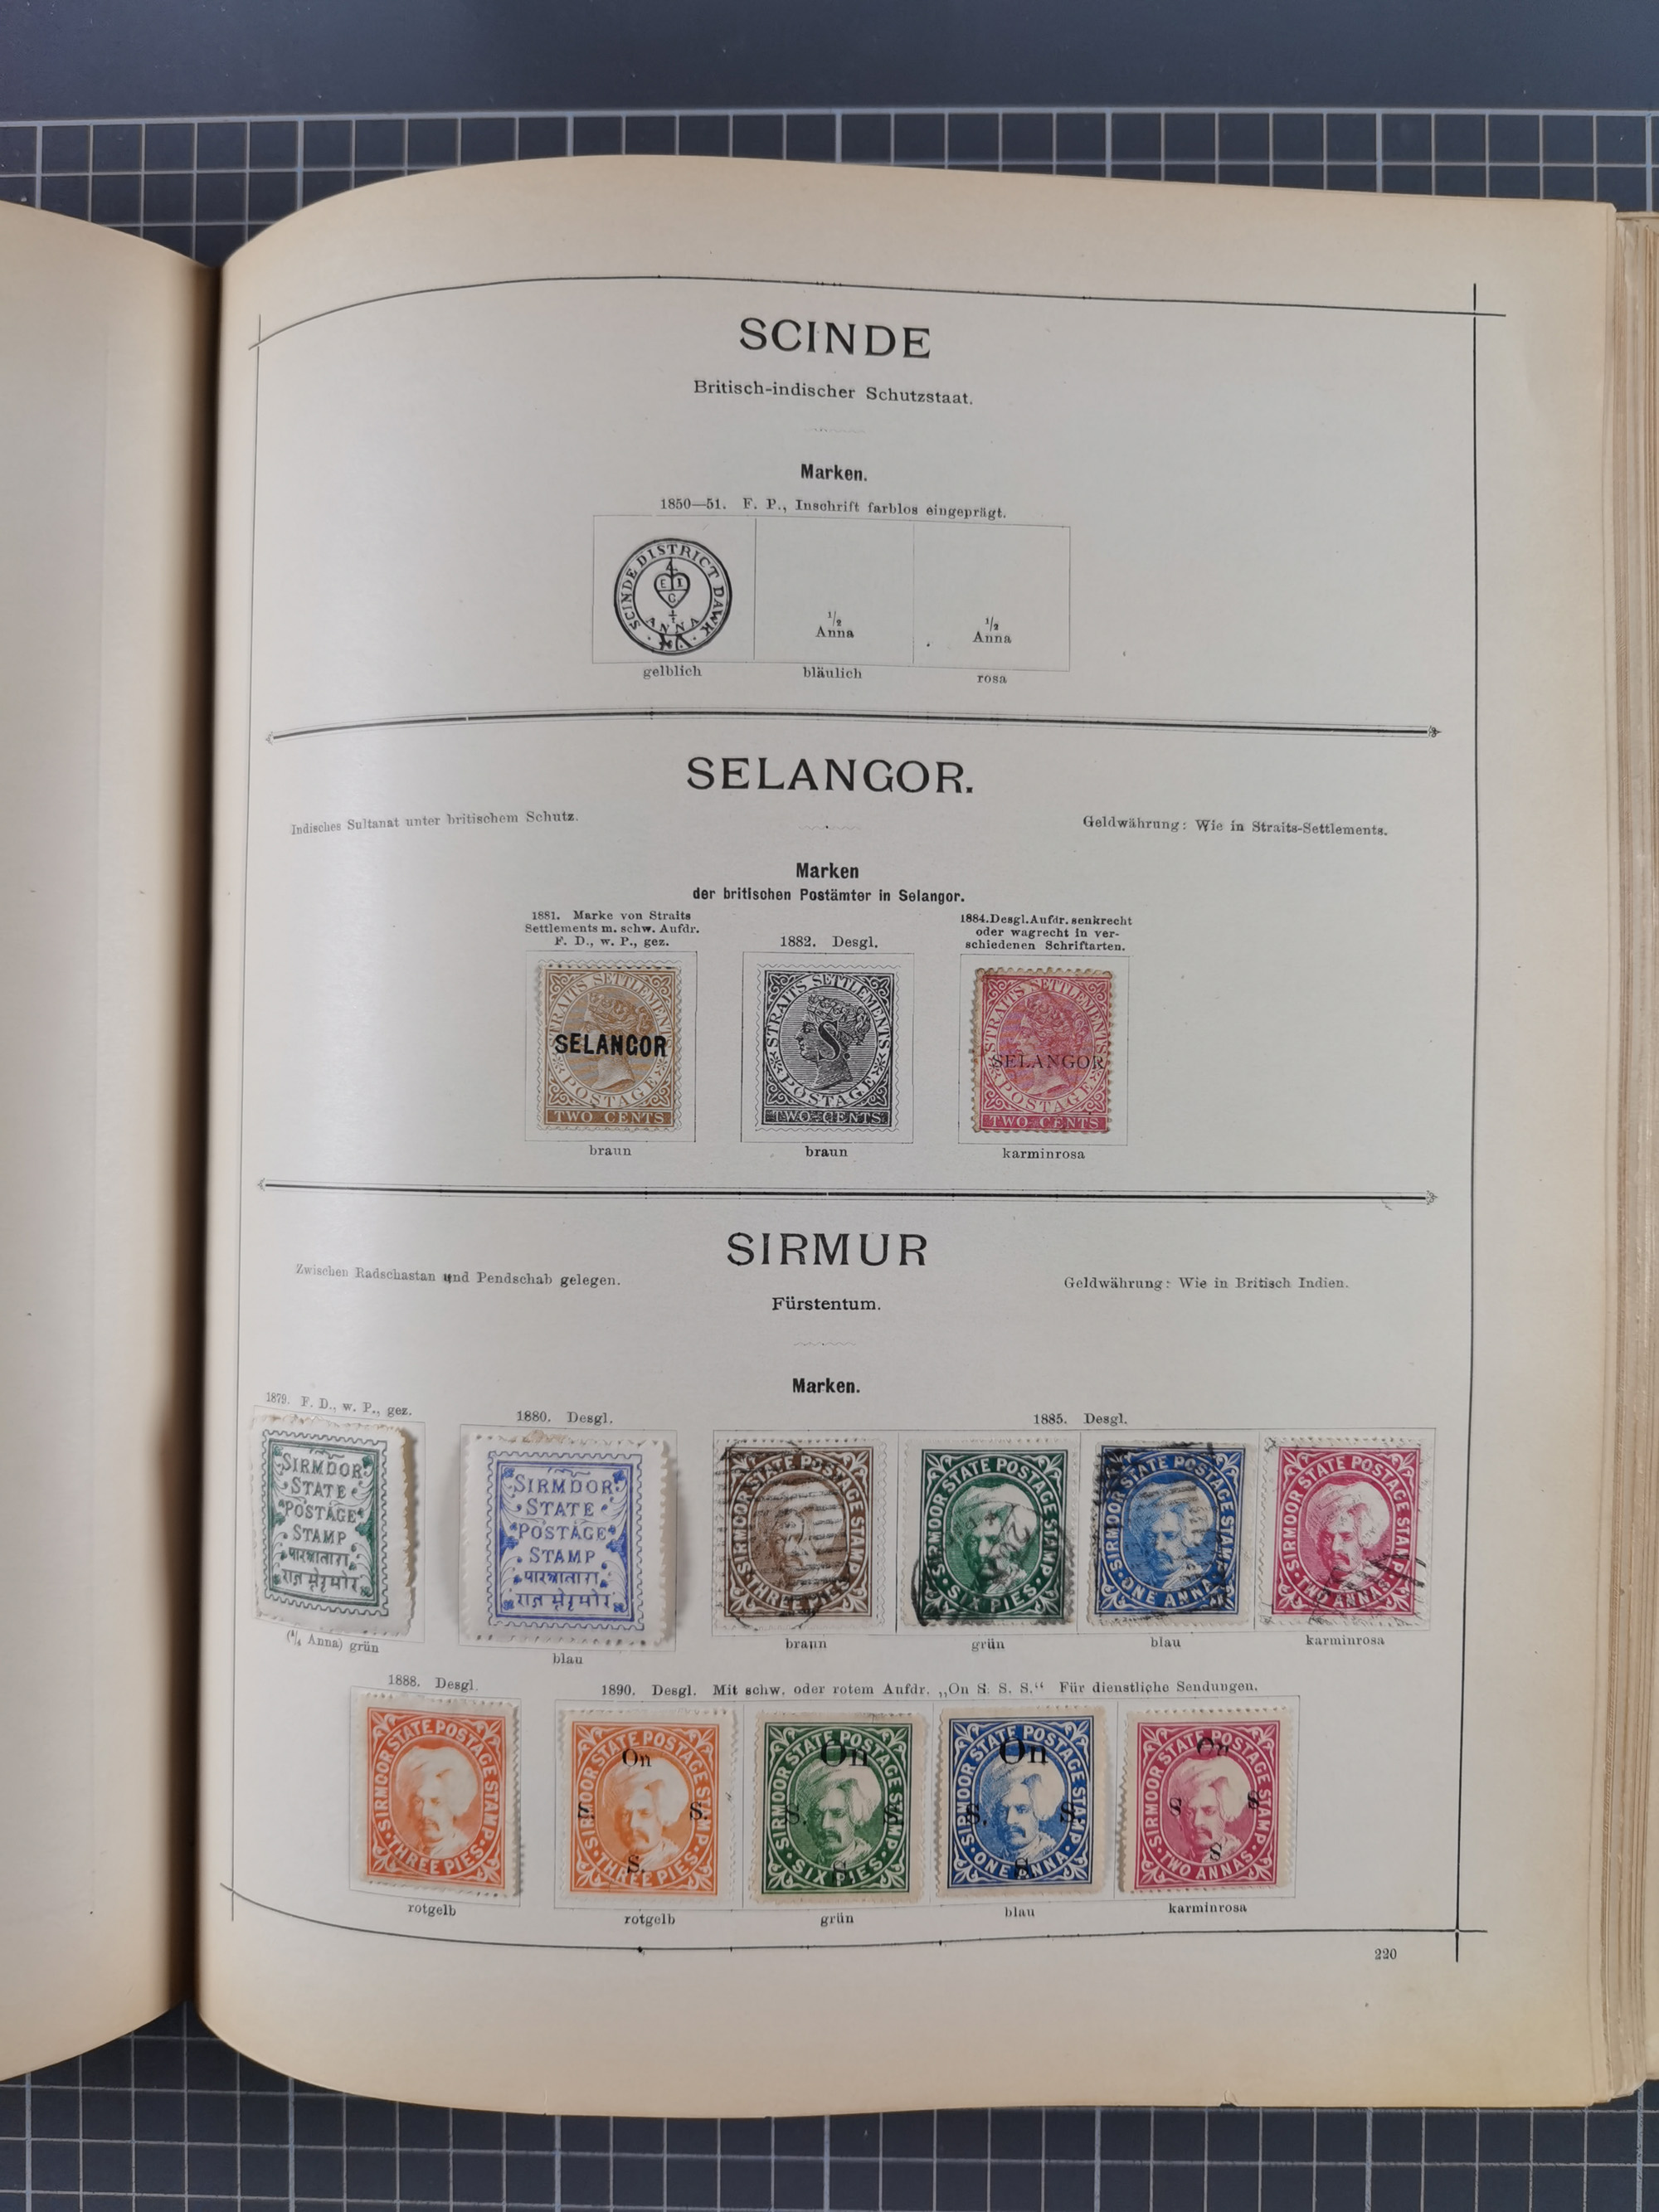 SCINDE
Britisch-indischer Schutzstaat.
Marken.
1850—51. F. P., Inschrift farblos eingeprägt.
SCINDE DISTRICT DAWK
E I C
ANNA
1/2 Anna
1/2 Anna
gelblich
bläulich
rosa
SELANGOR.
Indisches Sultanat unter britischem Schutz.
Geldwährung: Wie in Straits-Settlements.
Marken
der britischen Postämter in Selangor.
1881. Marke von Straits
Settlements m. schw. Aufdr.
F. D., w. P., gez.
1882. Desgl.
1884. Desgl. Aufdr. senkrecht
oder wagrecht in ver-
schiedenen Schriftarten.
STRAITS SETTLEMENTS
SELANGOR
POSTAGE
TWO CENTS
STRAITS SETTLEMENTS
S
POSTAGE
TWO CENTS
STRAITS SETTLEMENTS
SELANGOR
POSTAGE
TWO CENTS
braun
braun
karminrosa
SIRMUR
Zwischen Radschastan und Pendschab gelegen.
Geldwährung: Wie in Britisch Indien.
Fürstentum.
Marken.
1879. F. D., w. P., gez.
1880. Desgl.
1885. Desgl.
SIRMOOR
STATE
POSTAGE
STAMP
SIRMOOR
STATE
POSTAGE
STAMP
SIRMOOR STATE POSTAGE STAMP
THREE PIES
SIRMOOR STATE POSTAGE STAMP
SIX PIES
SIRMOOR STATE POSTAGE STAMP
ONE ANNA
SIRMOOR STATE POSTAGE STAMP
TWO ANNAS
(1/4 Anna) grün
blau
braun
grün
blau
karminrosa
1888. Desgl.
1890. Desgl. Mit schw. oder rotem Aufdr. „On S. S. S.“ Für dienstliche Sendungen.
SIRMOOR STATE POSTAGE STAMP
THREE PIES
SIRMOOR STATE POSTAGE STAMP
On
S. S.
S.
THREE PIES
SIRMOOR STATE POSTAGE STAMP
On
S. S.
S.
SIX PIES
SIRMOOR STATE POSTAGE STAMP
On
S. S.
S.
ONE ANNA
SIRMOOR STATE POSTAGE STAMP
On
S S
S
TWO ANNAS
rotgelb
rotgelb
grün
blau
karminrosa
220